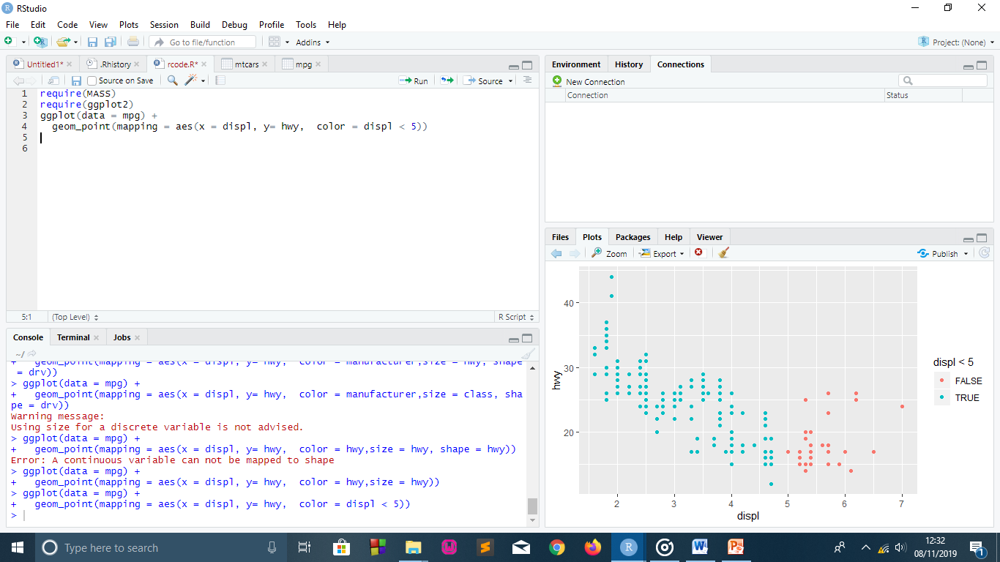 RStudio
File Edit Code View Plots Session Build Debug Profile Tools Help
Go to file/function Addins Project: (None)
Untitled1* .Rhistory rcode.R* mtcars mpg
Source on Save Run Source
1 require(MASS)
2 require(ggplot2)
3 ggplot(data = mpg) +
4 geom_point(mapping = aes(x = displ, y= hwy,  color = displ < 5))
5
6
5:1 (Top Level) R Script
Console Terminal Jobs
~/
+   geom_point(mapping = aes(x = displ, y= hwy,  color = manufacturer,size = hwy, shape
 = drv))
> ggplot(data = mpg) +
+   geom_point(mapping = aes(x = displ, y= hwy,  color = manufacturer,size = class, sha
pe = drv))
Warning message:
Using size for a discrete variable is not advised.
> ggplot(data = mpg) +
+   geom_point(mapping = aes(x = displ, y= hwy,  color = hwy,size = hwy, shape = hwy))
Error: A continuous variable can not be mapped to shape
> ggplot(data = mpg) +
+   geom_point(mapping = aes(x = displ, y= hwy,  color = hwy,size = hwy))
> ggplot(data = mpg) +
+   geom_point(mapping = aes(x = displ, y= hwy,  color = displ < 5))
>
Environment History Connections
New Connection
Connection Status
Files Plots Packages Help Viewer
Zoom Export Publish
40
30
20
hwy
2 3 4 5 6 7
displ
displ < 5
FALSE
TRUE
Type here to search
12:32
08/11/2019
1